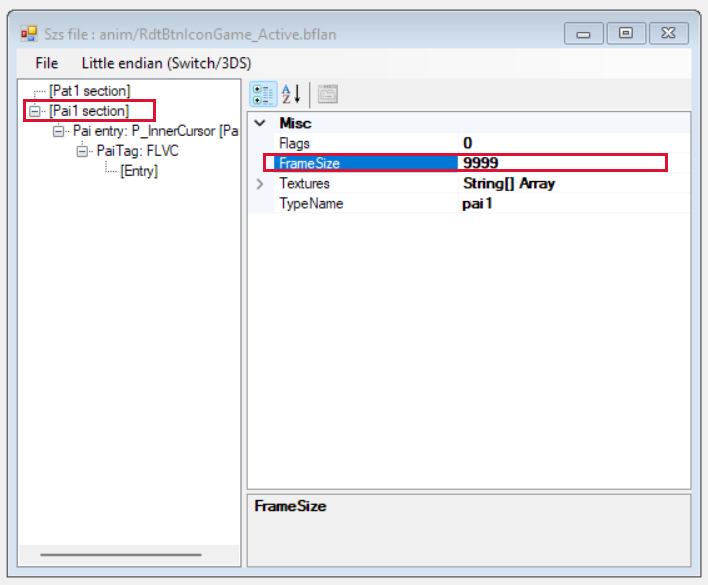 Szs file : anim/RdtBtnIconGame_Active.bflan
File Little endian (Switch/3DS)
[Pat1 section]
[Pai1 section]
Pai entry: P_InnerCursor [Pa
PaiTag: FLVC
[Entry]
A
Z
Misc
Flags 0
FrameSize 9999
Textures String[] Array
TypeName pai1
FrameSize